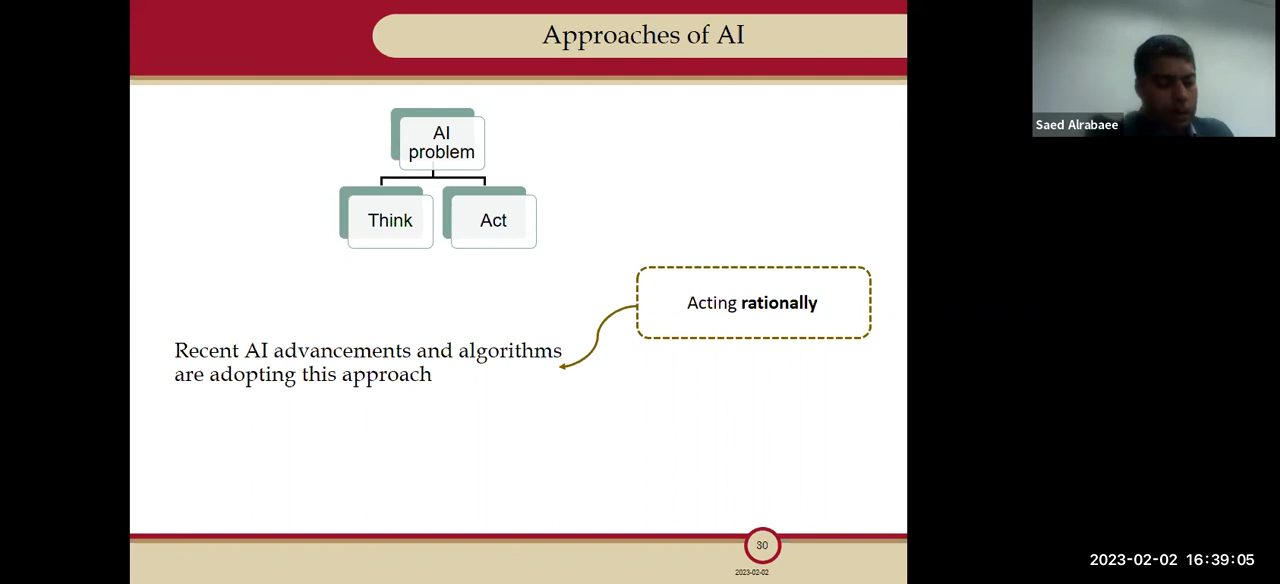 Approaches of AI
Saed Alrabaee
AI
problem
Think
Act
Acting rationally
Recent AI advancements and algorithms
are adopting this approach
30
2023-02-02
2023-02-02 16:39:05